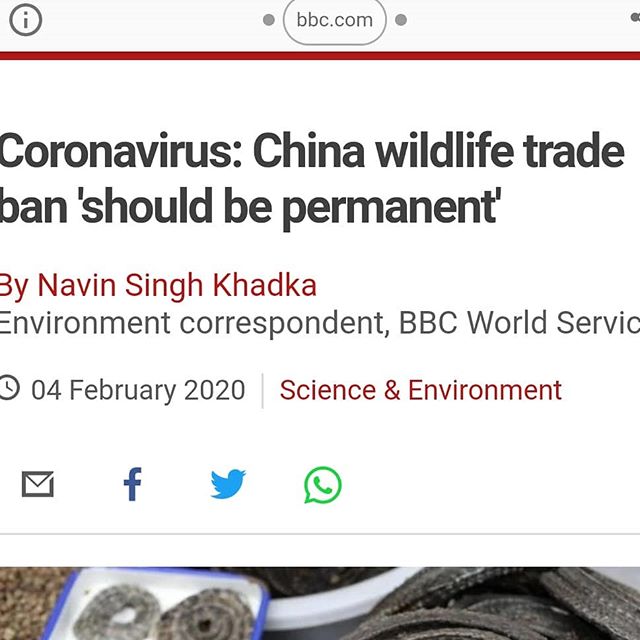 bbc.com
Coronavirus: China wildlife trade
ban 'should be permanent'
By Navin Singh Khadka
Environment correspondent, BBC World Servic
04 February 2020 | Science & Environment